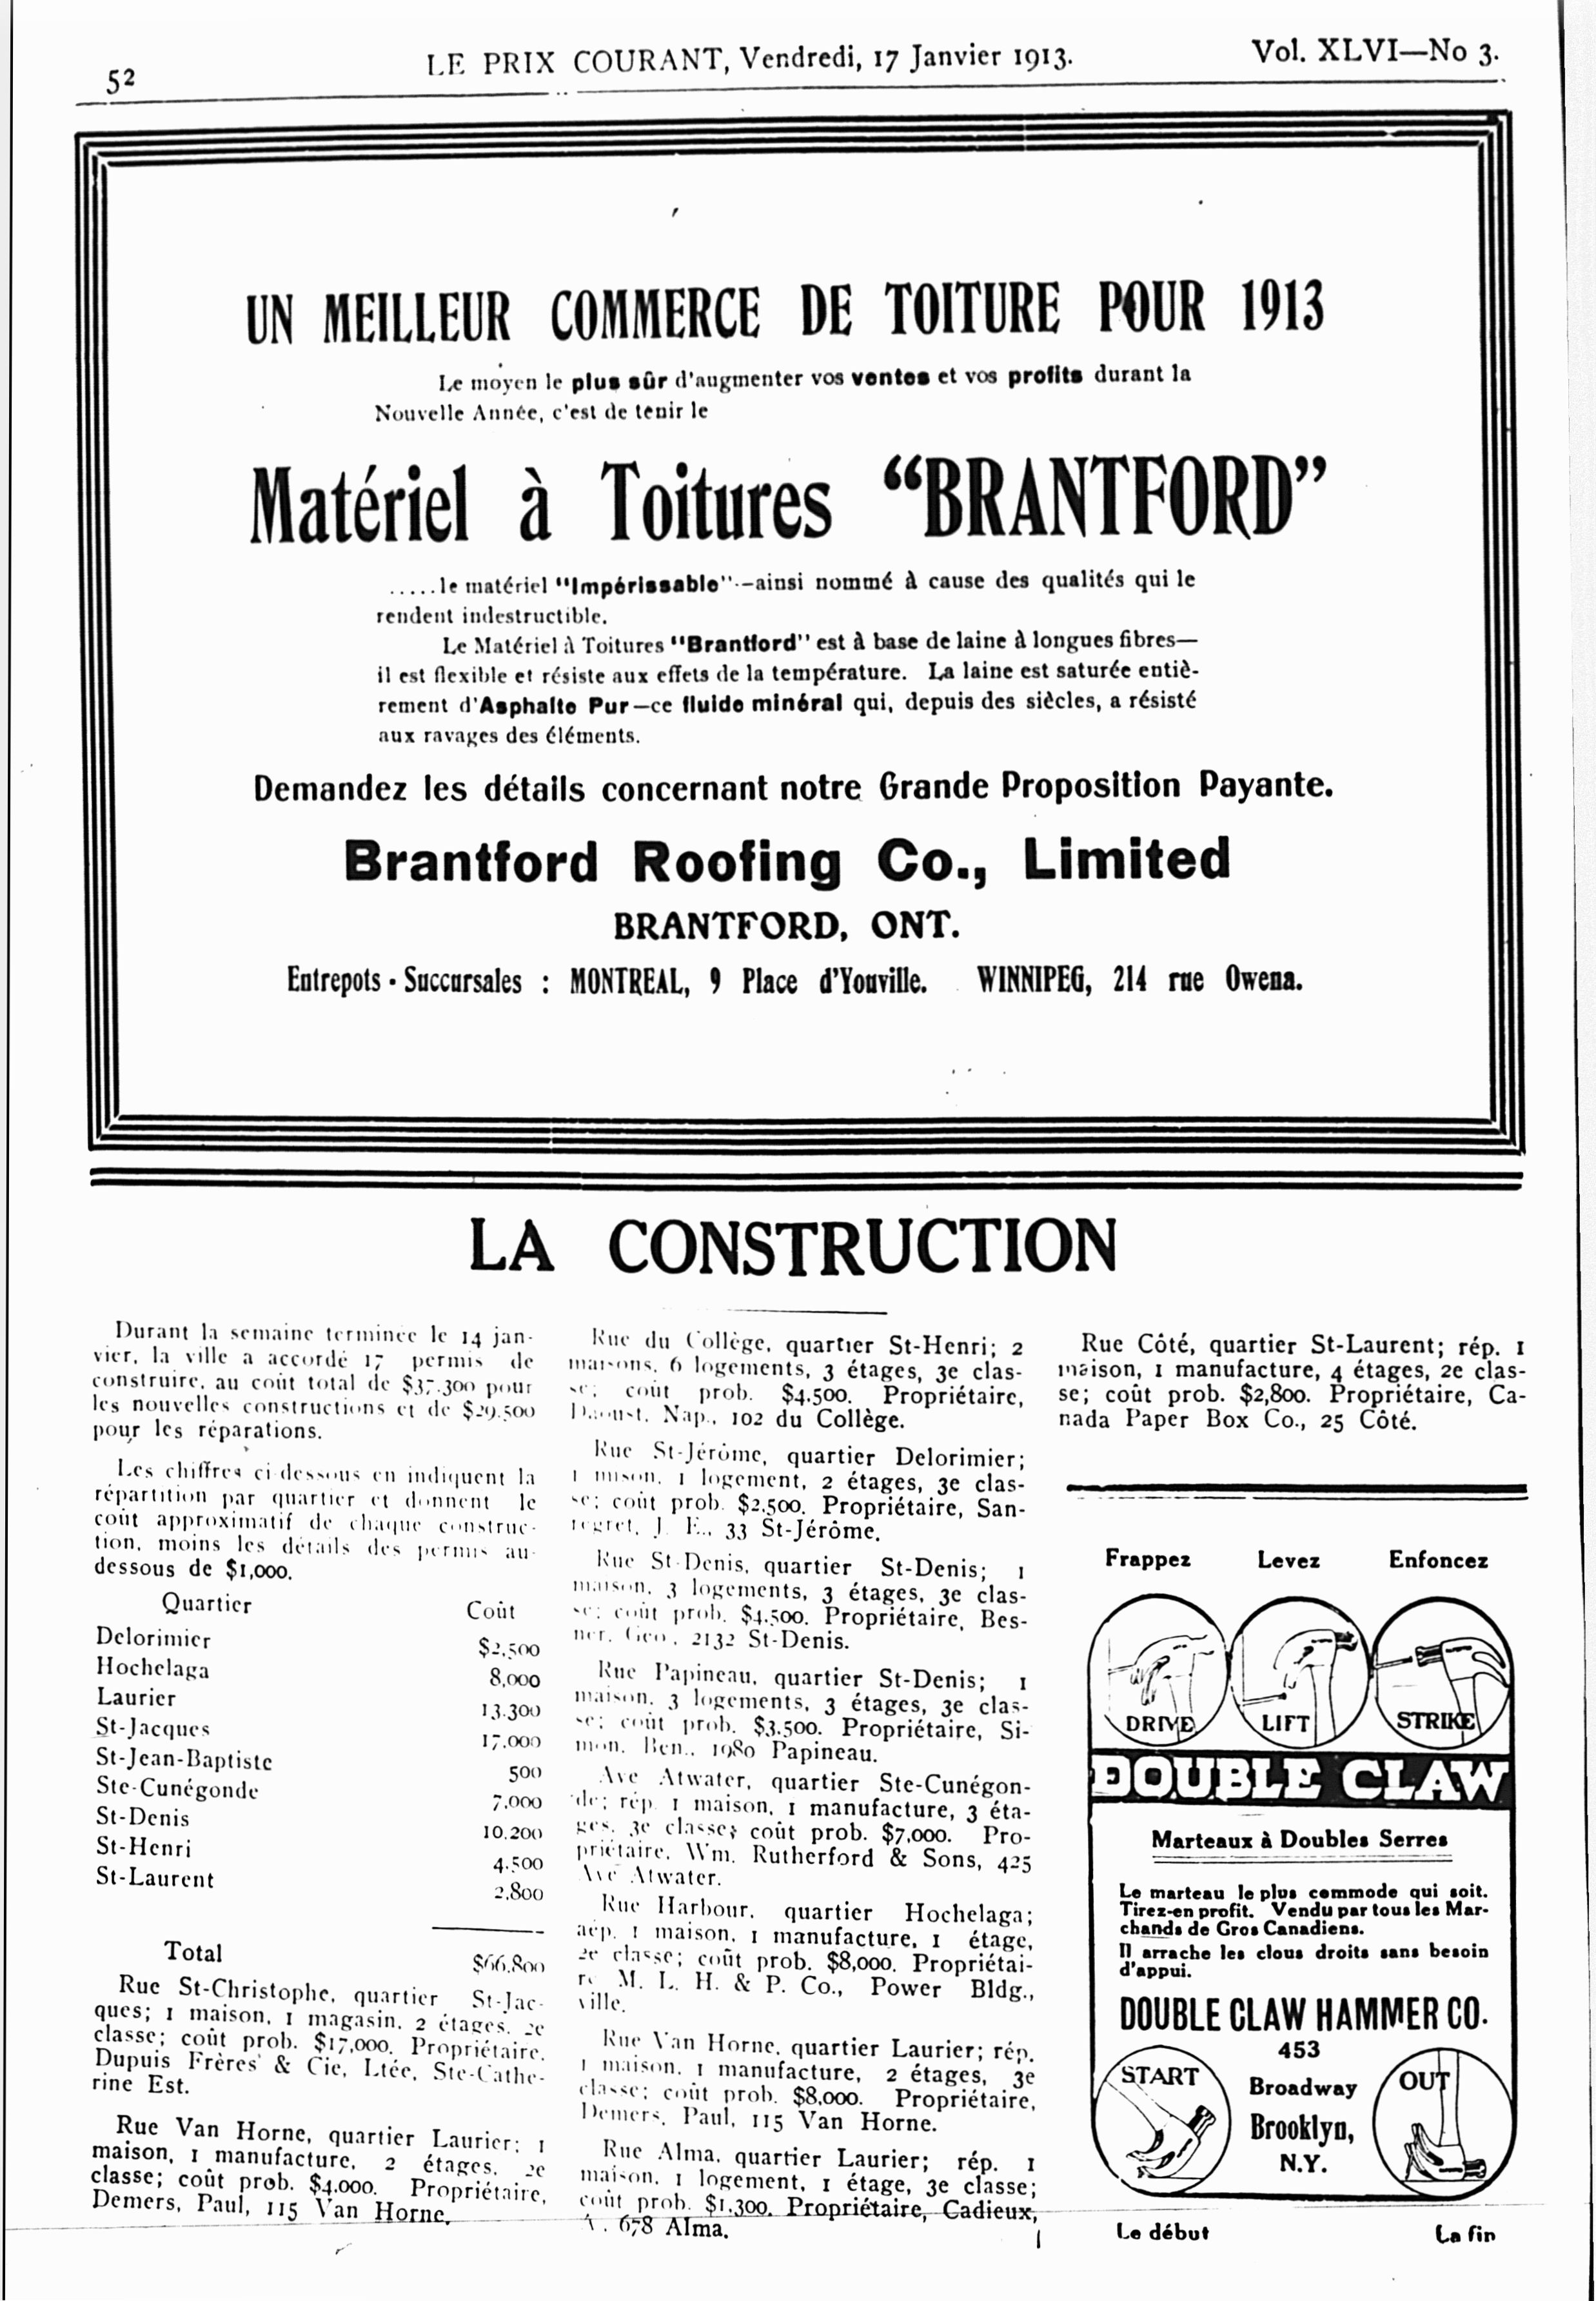 52
LE PRIX COURANT, Vendredi, 17 Janvier 1913.
Vol. XLVI—No 3.
UN MEILLEUR COMMERCE DE TOITURE POUR 1913
Le moyen le plus sûr d'augmenter vos ventes et vos profits durant la
Nouvelle Année, c'est de tenir le
Matériel à Toitures “BRANTFORD”
.....le matériel "Impérissable"--ainsi nommé à cause des qualités qui le
rendent indestructible.
Le Matériel à Toitures "Brantford" est à base de laine à longues fibres—
il est flexible et résiste aux effets de la température. La laine est saturée entiè-
rement d'Asphalte Pur—ce fluide minéral qui, depuis des siècles, a résisté
aux ravages des éléments.
Demandez les détails concernant notre Grande Proposition Payante.
Brantford Roofing Co., Limited
BRANTFORD, ONT.
Entrepots - Succursales : MONTREAL, 9 Place d'Youville. WINNIPEG, 214 rue Owena.
LA CONSTRUCTION
Durant la semaine terminée le 14 jan-
vier, la ville a accordé 17 permis de
construire, au coût total de $37.300 pour
les nouvelles constructions et de $29.500
pour les réparations.
Les chiffres ci-dessous en indiquent la
répartition par quartier et donnent le
coût approximatif de chaque construc-
tion, moins les détails des permis au-
dessous de $1,000.
Quartier Coût
Delorimier $2,500
Hochelaga 8,000
Laurier 13.300
St-Jacques 17.000
St-Jean-Baptiste 500
Ste-Cunégonde 7.000
St-Denis 10.200
St-Henri 4.500
St-Laurent 2.800
Total $66.800
Rue St-Christophe, quartier St-Jac-
ques; 1 maison, 1 magasin, 2 étages, 2e
classe; coût prob. $17,000. Propriétaire,
Dupuis Frères & Cie, Ltée, Ste-Cathe-
rine Est.
Rue Van Horne, quartier Laurier; 1
maison, 1 manufacture, 2 étages, 2e
classe; coût prob. $4.000. Propriétaire,
Demers, Paul, 115 Van Horne.
Rue du Collège, quartier St-Henri; 2
maisons, 6 logements, 3 étages, 3e clas-
se; coût prob. $4.500. Propriétaire,
Daoust, Nap., 102 du Collège.
Rue St-Jérôme, quartier Delorimier;
1 mison, 1 logement, 2 étages, 3e clas-
se; coût prob. $2.500. Propriétaire, San-
regret, J. E., 33 St-Jérôme.
Rue St-Denis, quartier St-Denis; 1
maison, 3 logements, 3 étages, 3e clas-
se; coût prob. $4.500. Propriétaire, Bes-
ner, Geo., 2132 St-Denis.
Rue Papineau, quartier St-Denis; 1
maison, 3 logements, 3 étages, 3e clas-
se; coût prob. $3.500. Propriétaire, Si-
mon, Ben., 1980 Papineau.
Ave Atwater, quartier Ste-Cunégon-
de; rép. 1 maison, 1 manufacture, 3 éta-
ges, 3e classe; coût prob. $7,000. Pro-
priétaire, Wm. Rutherford & Sons, 425
Ave Atwater.
Rue Harbour, quartier Hochelaga;
aép. 1 maison, 1 manufacture, 1 étage,
2e classe; coût prob. $8,000. Propriétai-
re M. L. H. & P. Co., Power Bldg.,
ville.
Rue Van Horne, quartier Laurier; rép.
1 maison, 1 manufacture, 2 étages, 3e
classe; coût prob. $8,000. Propriétaire,
Demers, Paul, 115 Van Horne.
Rue Alma, quartier Laurier; rép. 1
maison, 1 logement, 1 étage, 3e classe;
coût prob. $1,300. Propriétaire, Cadieux,
678 Alma.
Rue Côté, quartier St-Laurent; rép. 1
maison, 1 manufacture, 4 étages, 2e clas-
se; coût prob. $2,800. Propriétaire, Ca-
nada Paper Box Co., 25 Côté.
Frappez Levez Enfoncez
DRIVE LIFT STRIKE
DOUBLE CLAW
Marteaux à Doubles Serres
Le marteau le plus commode qui soit.
Tirez-en profit. Vendu par tous les Mar-
chands de Gros Canadiens.
Il arrache les clous droits sans besoin
d'appui.
DOUBLE CLAW HAMMER CO.
453
START
Broadway
OUT
Brooklyn,
N.Y.
Le début La fin